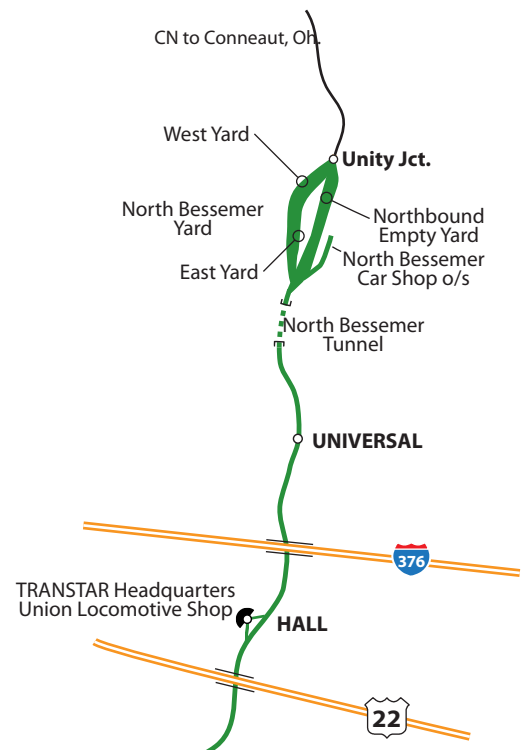 CN to Conneaut, Oh.
West Yard
Unity Jct.
North Bessemer
Yard
Northbound
Empty Yard
East Yard
North Bessemer
Car Shop o/s
North Bessemer
Tunnel
UNIVERSAL
376
TRANSTAR Headquarters
Union Locomotive Shop
HALL
22